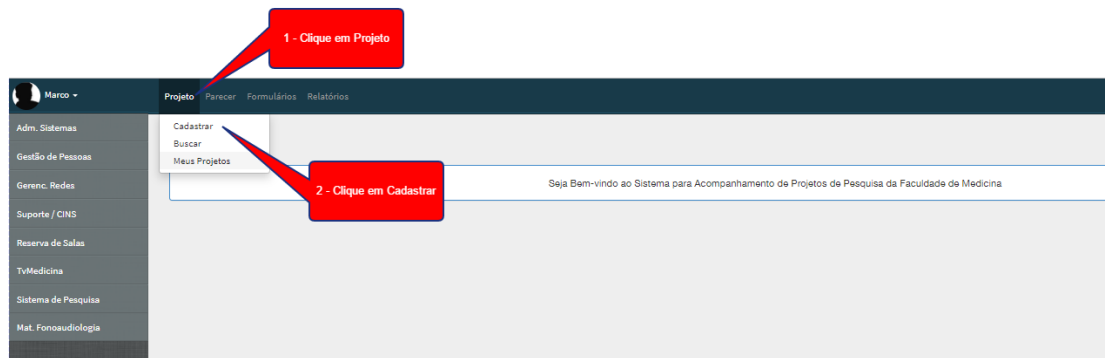 1 - Clique em Projeto
Marco
Projeto Parecer Formulários Relatórios
Adm. Sistemas
Gestão de Pessoas
Gerenc. Redes
Suporte / CINS
Reserva de Salas
TvMedicina
Sistema de Pesquisa
Mat. Fonoaudiologia
Cadastrar
Buscar
Meus Projetos
2 - Clique em Cadastrar
Seja Bem-vindo ao Sistema para Acompanhamento de Projetos de Pesquisa da Faculdade de Medicina